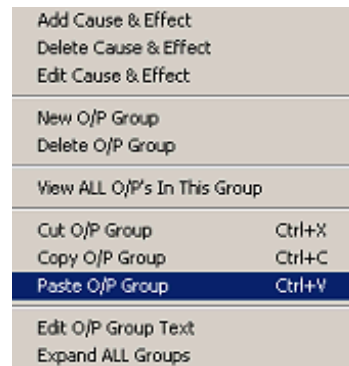 Add Cause & Effect
Delete Cause & Effect
Edit Cause & Effect
New O/P Group
Delete O/P Group
View ALL O/P's In This Group
Cut O/P Group Ctrl+X
Copy O/P Group Ctrl+C
Paste O/P Group Ctrl+V
Edit O/P Group Text
Expand ALL Groups